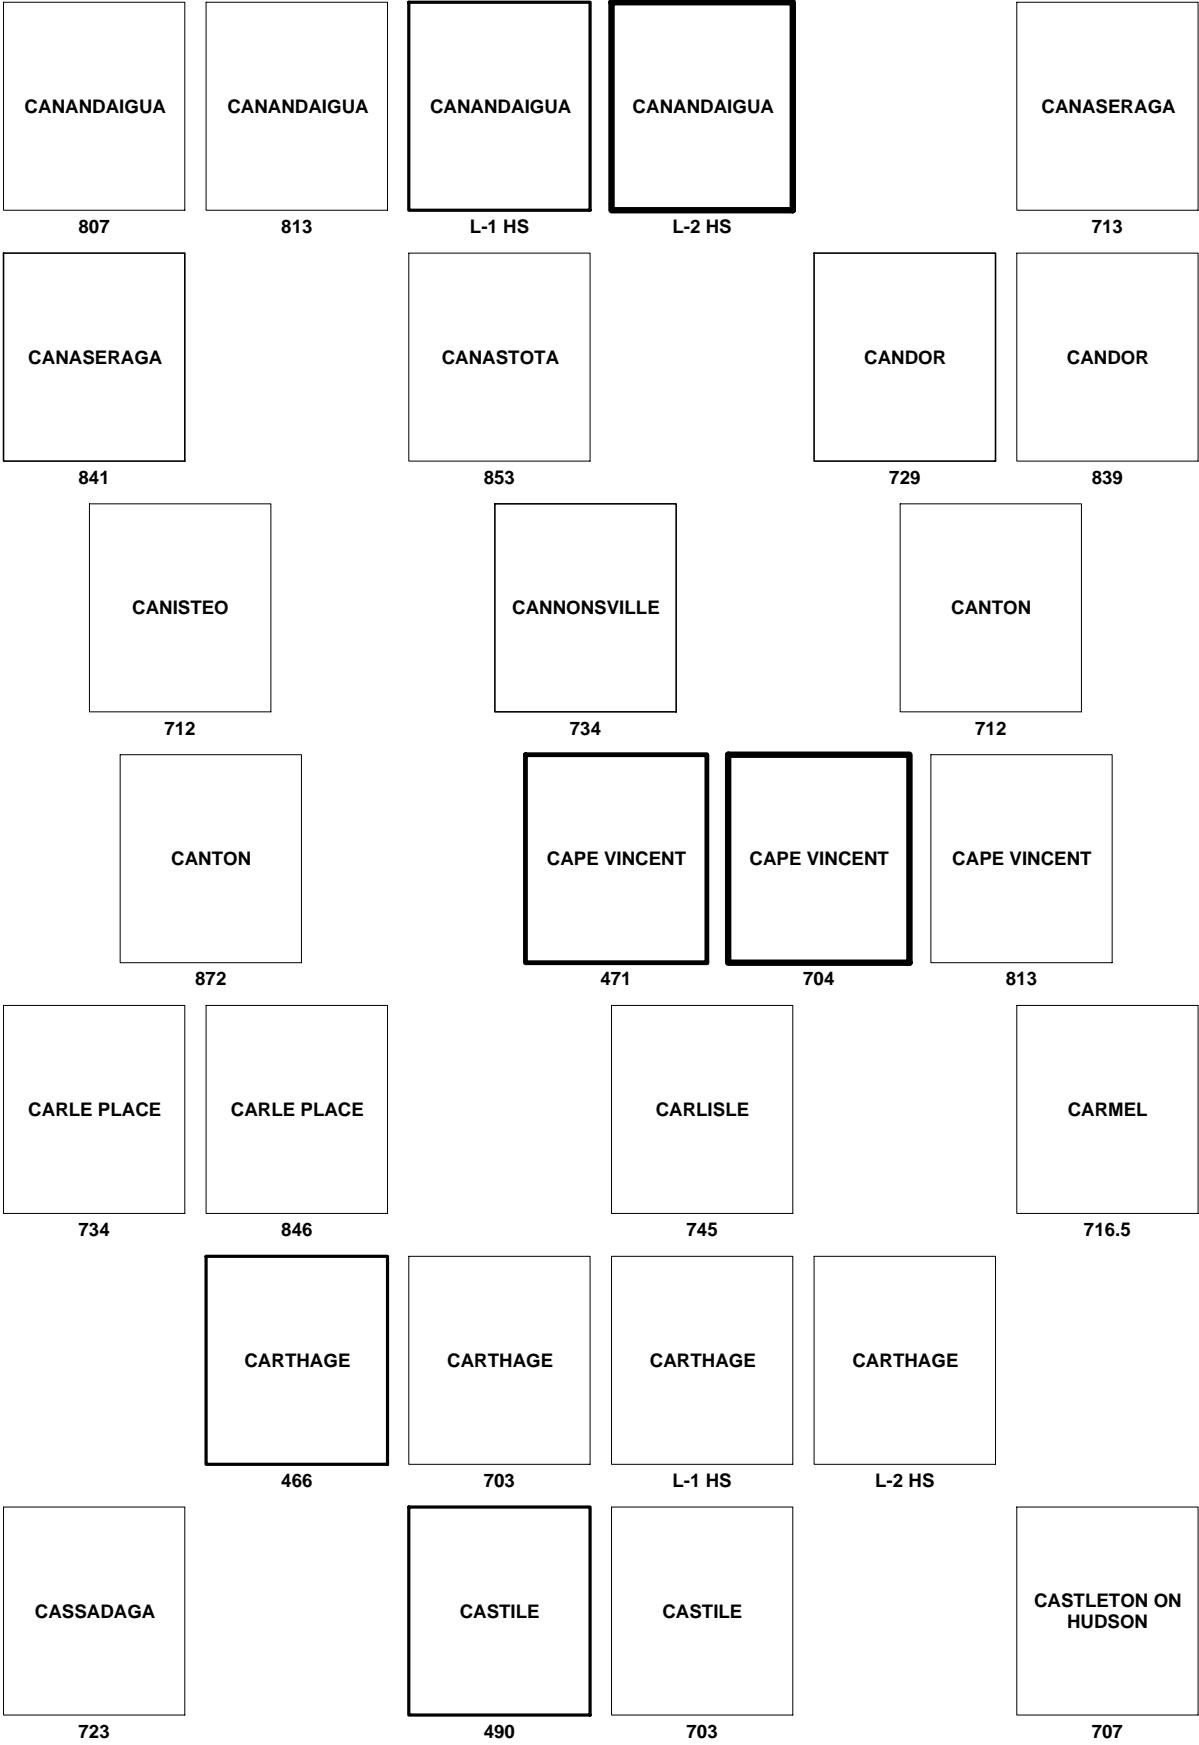 CANANDAIGUA CANANDAIGUA CANANDAIGUA CANANDAIGUA CANASERAGA
807 813 L-1 HS L-2 HS 713
CANASERAGA CANASTOTA CANDOR CANDOR
841 853 729 839
CANISTEO CANNONSVILLE CANTON
712 734 712
CANTON CAPE VINCENT CAPE VINCENT CAPE VINCENT
872 471 704 813
CARLE PLACE CARLE PLACE CARLISLE CARMEL
734 846 745 716.5
CARTHAGE CARTHAGE CARTHAGE CARTHAGE
466 703 L-1 HS L-2 HS
CASSADAGA CASTILE CASTILE CASTLETON ON
HUDSON
723 490 703 707